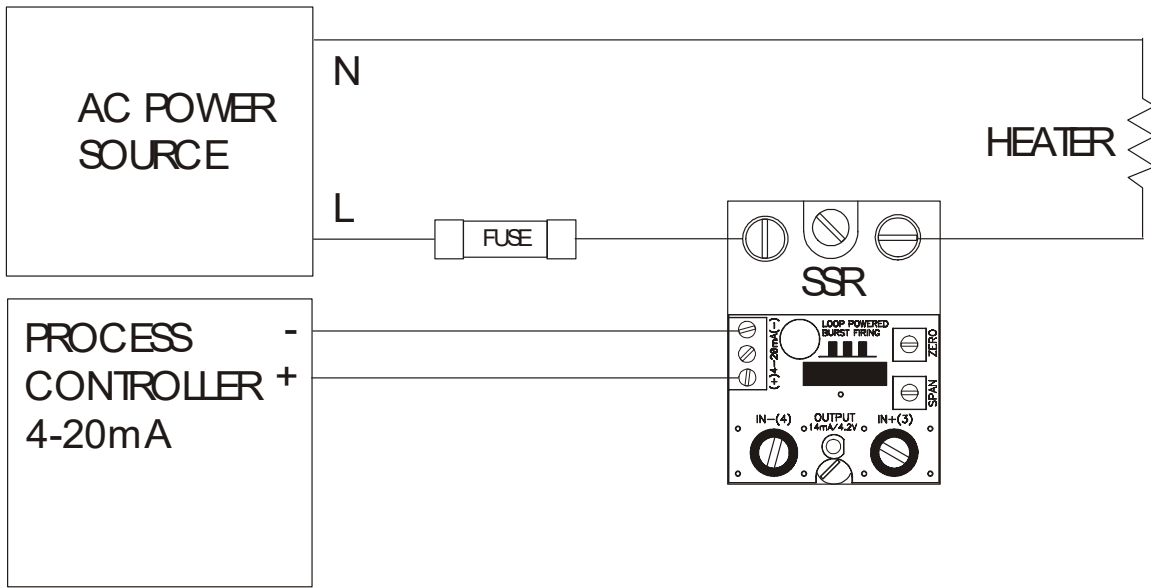 AC POWER
SOURCE
N
L
FUSE
HEATER
SSR
PROCESS
CONTROLLER
4-20mA
-
+
(+)4-20mA(-)
LOOP POWERED
BURST FIRING
ZERO
SPAN
IN-(4)
OUTPUT
14mA/4.2V
IN+(3)